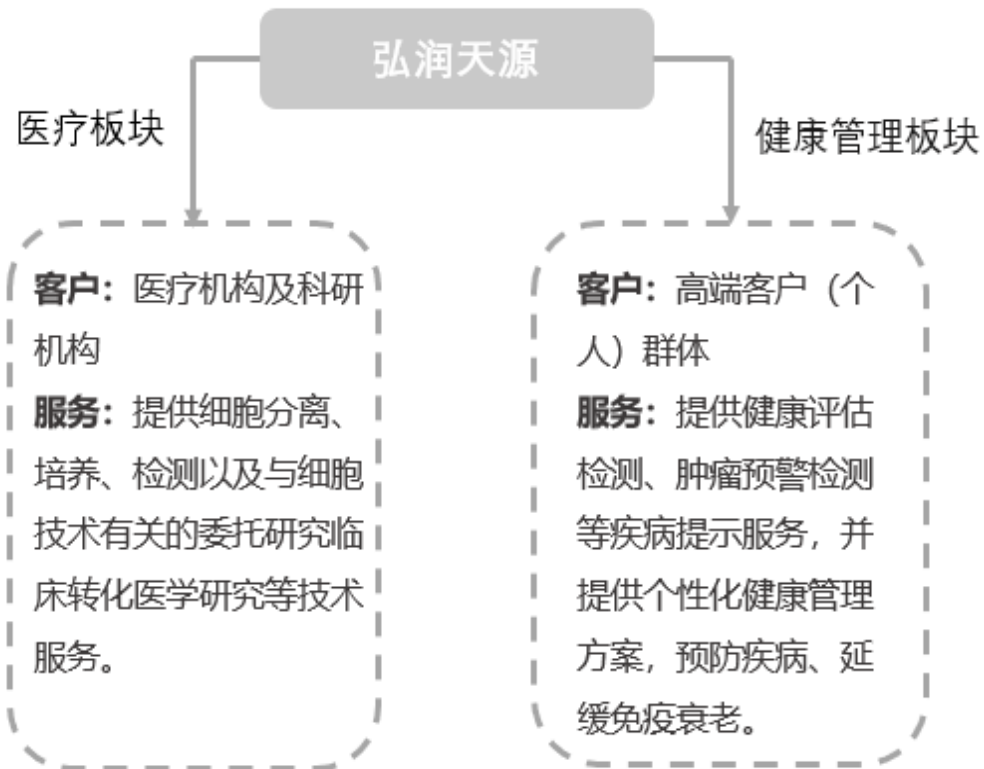 弘润天源
医疗板块
健康管理板块
客户：医疗机构及科研
机构
服务：提供细胞分离、
培养、检测以及与细胞
技术有关的委托研究临
床转化医学研究等技术
服务。
客户：高端客户（个
人）群体
服务：提供健康评估
检测、肿瘤预警检测
等疾病提示服务，并
提供个性化健康管理
方案，预防疾病、延
缓免疫衰老。